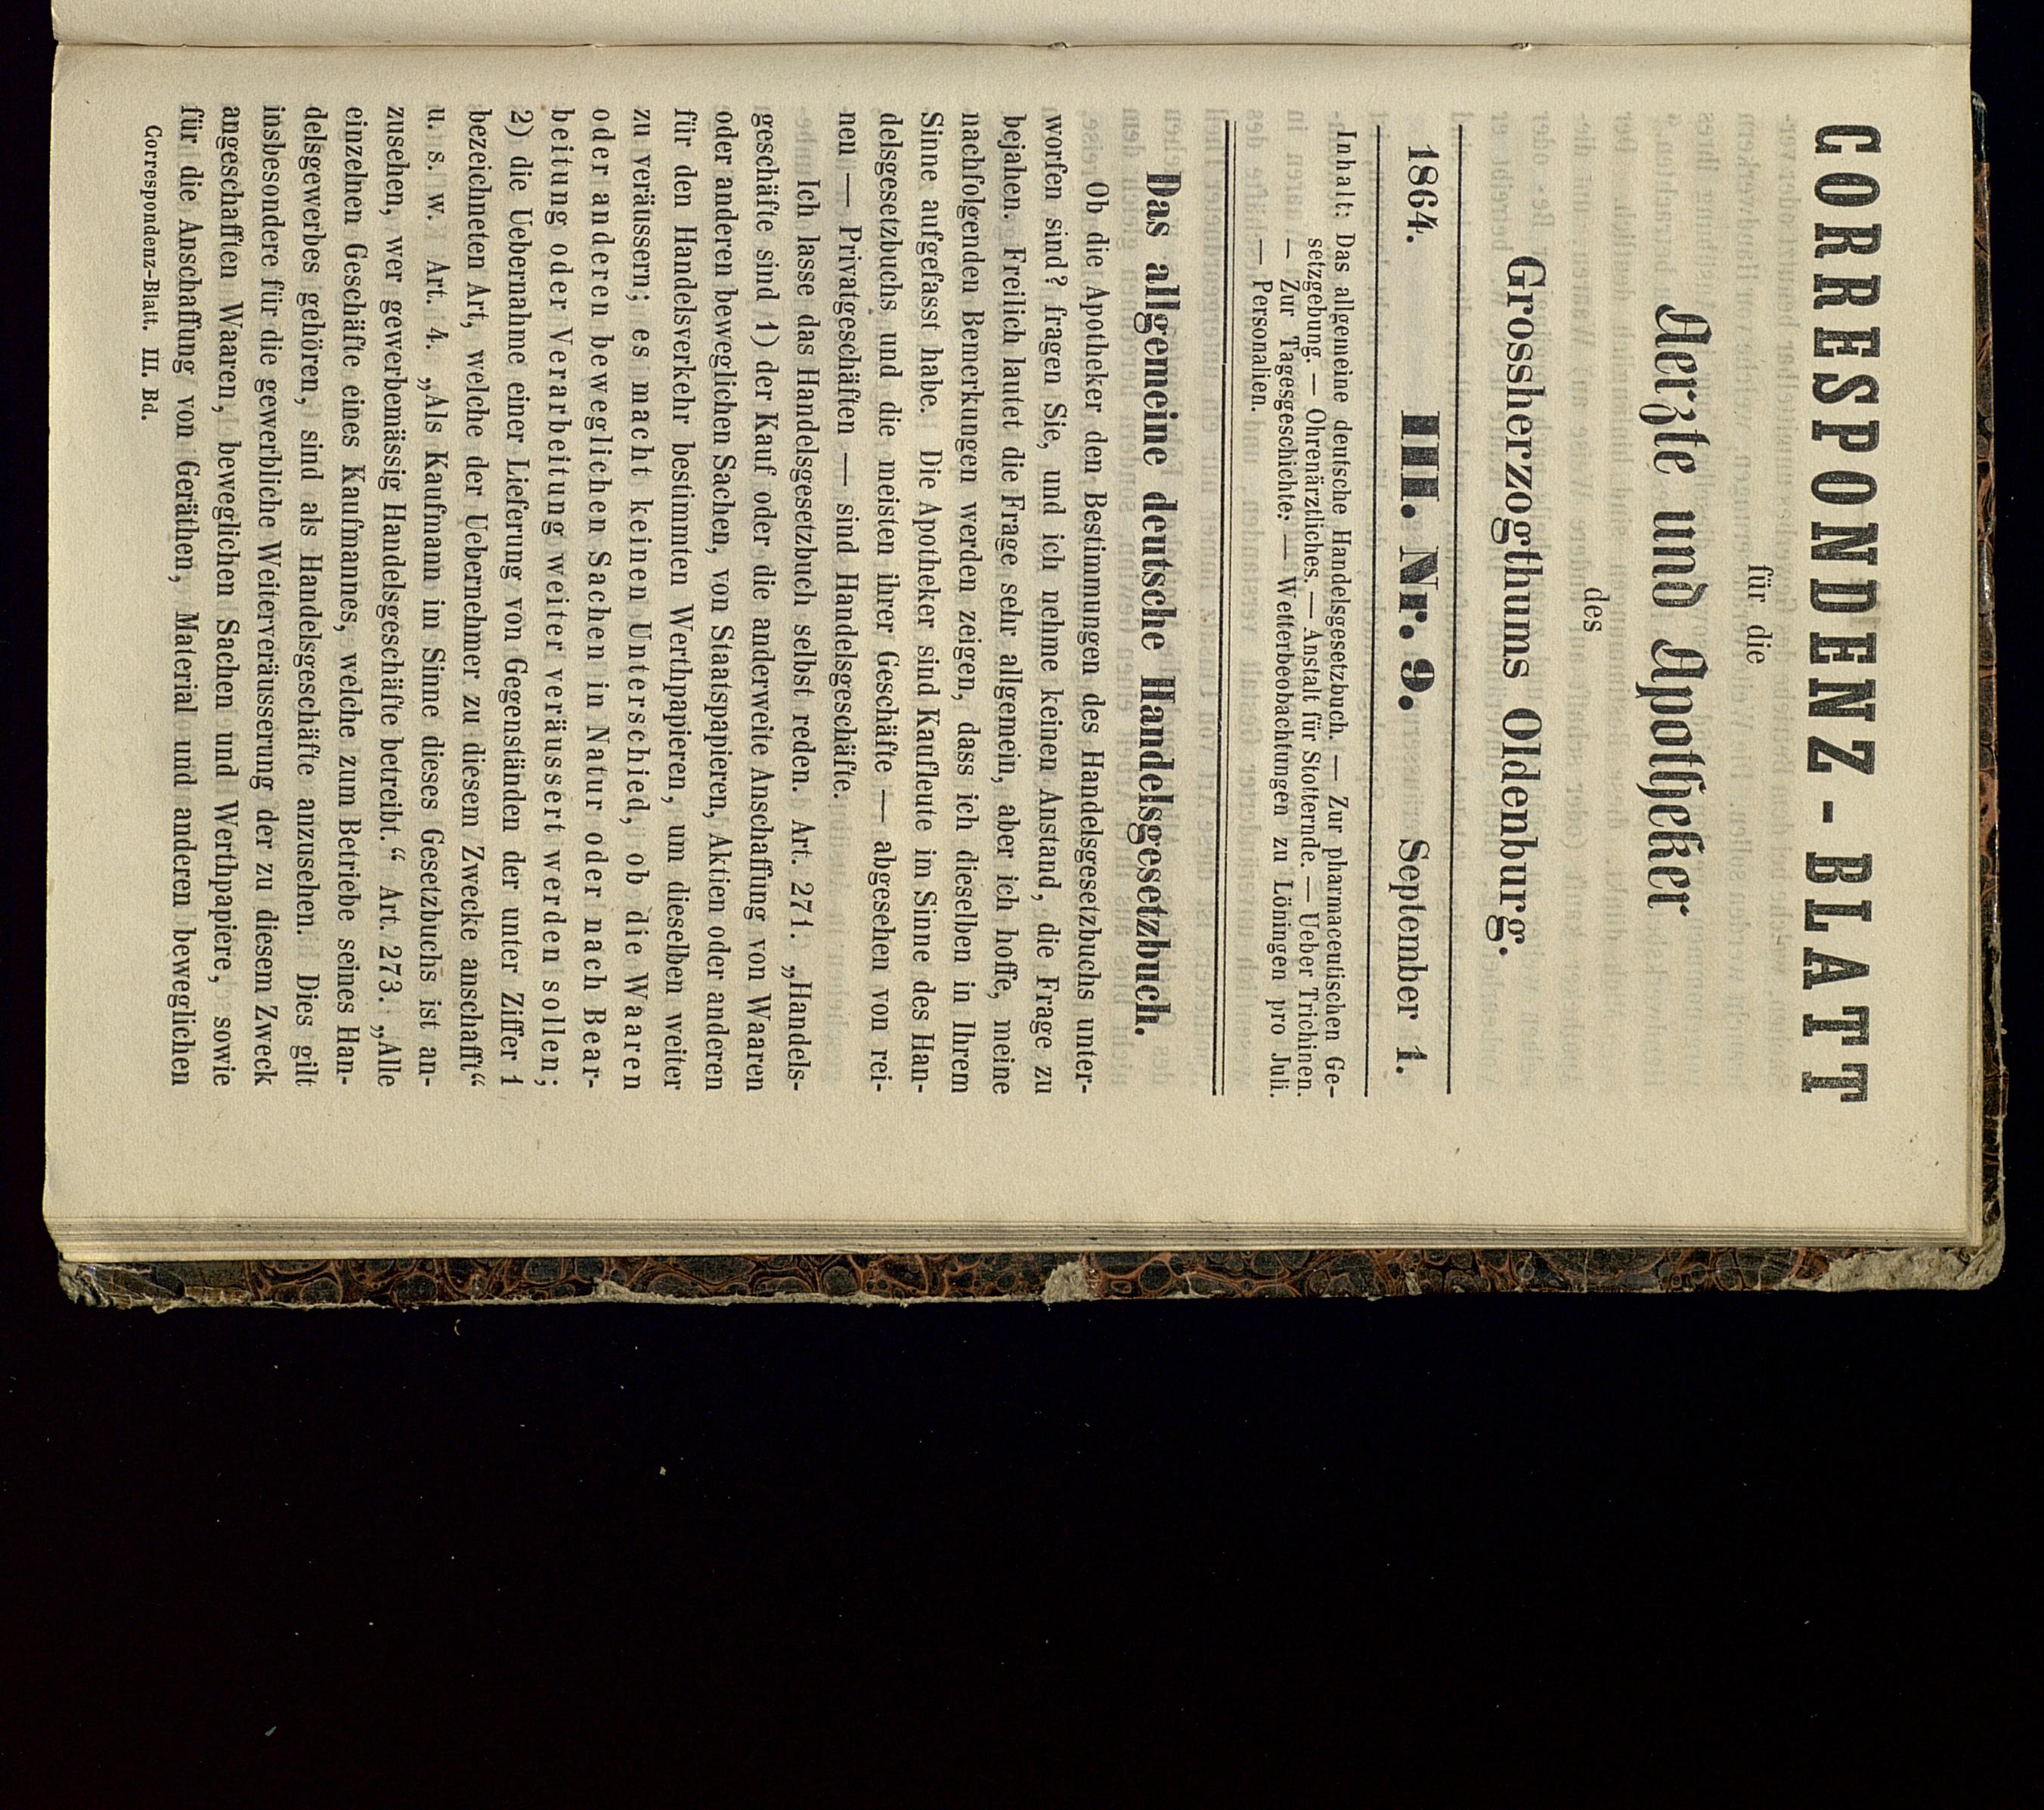 CORRESPONDENZ-BLATT
für die
Aerzte und Apotheker
des
Grossherzogthums Oldenburg.
1864. III. Nr. 9. September 1.
Inhalt: Das allgemeine deutsche Handelsgesetzbuch. — Zur pharmaceutischen Ge-
setzgebung. — Ohrenärztliches. — Anstalt für Stotternde. — Ueber Trichinen.
— Zur Tagesgeschichte: — Wetterbeobachtungen zu Löningen pro Juli.
— Personalien.
Das allgemeine deutsche Handelsgesetzbuch.
Ob die Apotheker den Bestimmungen des Handelsgesetzbuchs unter-
worfen sind? fragen Sie, und ich nehme keinen Anstand, die Frage zu
bejahen. Freilich lautet die Frage sehr allgemein, aber ich hoffe, meine
nachfolgenden Bemerkungen werden zeigen, dass ich dieselben in Ihrem
Sinne aufgefasst habe. Die Apotheker sind Kaufleute im Sinne des Han-
delsgesetzbuchs und die meisten ihrer Geschäfte — abgesehen von rei-
nen — Privatgeschäften — sind Handelsgeschäfte.
Ich lasse das Handelsgesetzbuch selbst reden. Art. 271. „Handels-
geschäfte sind 1) der Kauf oder die anderweite Anschaffung von Waaren
oder anderen beweglichen Sachen, von Staatspapieren, Aktien oder anderen
für den Handelsverkehr bestimmten Werthpapieren, um dieselben weiter
zu veräussern; es macht keinen Unterschied, ob die Waaren
oder anderen beweglichen Sachen in Natur oder nach Bear-
beitung oder Verarbeitung weiter veräussert werden sollen;
2) die Uebernahme einer Lieferung von Gegenständen der unter Ziffer 1
bezeichneten Art, welche der Uebernehmer zu diesem Zwecke anschafft“
u. s. w. Art. 4. „Als Kaufmann im Sinne dieses Gesetzbuchs ist an-
zusehen, wer gewerbemässig Handelsgeschäfte betreibt.“ Art. 273. „Alle
einzelnen Geschäfte eines Kaufmannes, welche zum Betriebe seines Han-
delsgewerbes gehören, sind als Handelsgeschäfte anzusehen. Dies gilt
insbesondere für die gewerbliche Weiterveräusserung der zu diesem Zweck
angeschafften Waaren, beweglichen Sachen und Werthpapiere, sowie
für die Anschaffung von Geräthen, Material und anderen beweglichen
Correspondenz-Blatt. III. Bd.